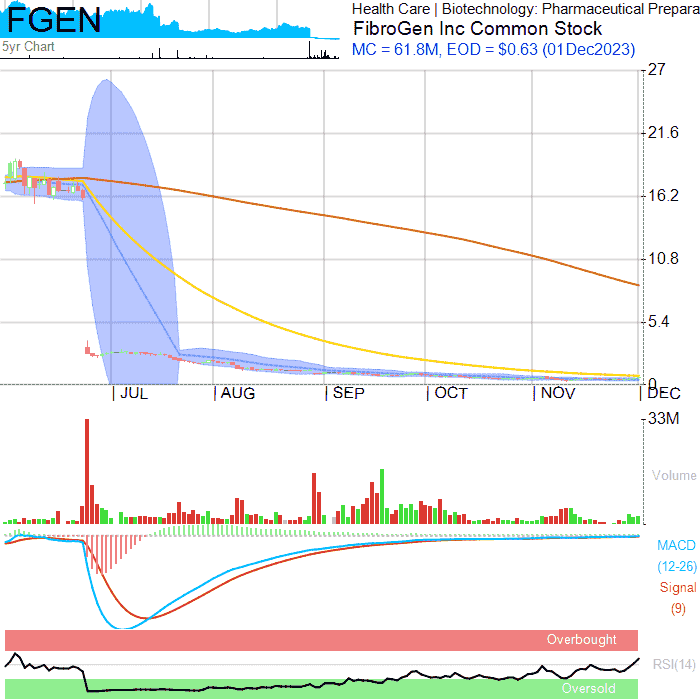 FGEN
5yr Chart
Health Care | Biotechnology: Pharmaceutical Prepara
FibroGen Inc Common Stock
MC = 61.8M, EOD = $0.63 (01Dec2023)
27
21.6
16.2
10.8
5.4
0
JUL
AUG
SEP
OCT
NOV
DEC
33M
Volume
MACD
(12-26)
Signal
(9)
Overbought
RSI(14)
Oversold